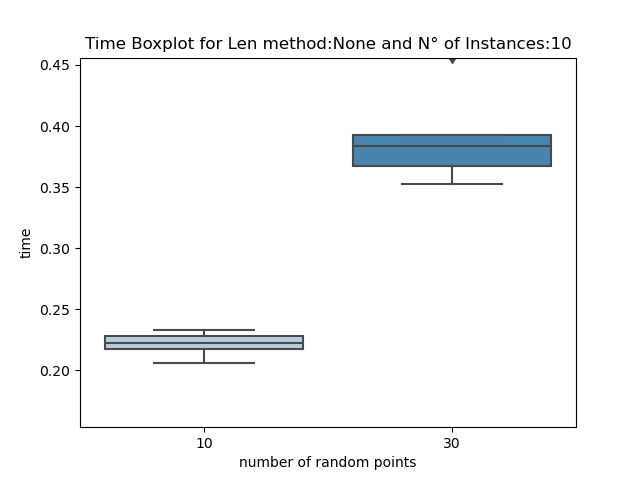 Time Boxplot for Len method:None and N° of Instances:10
0.45
0.40
0.35
0.30
0.25
0.20
time
10 30
number of random points